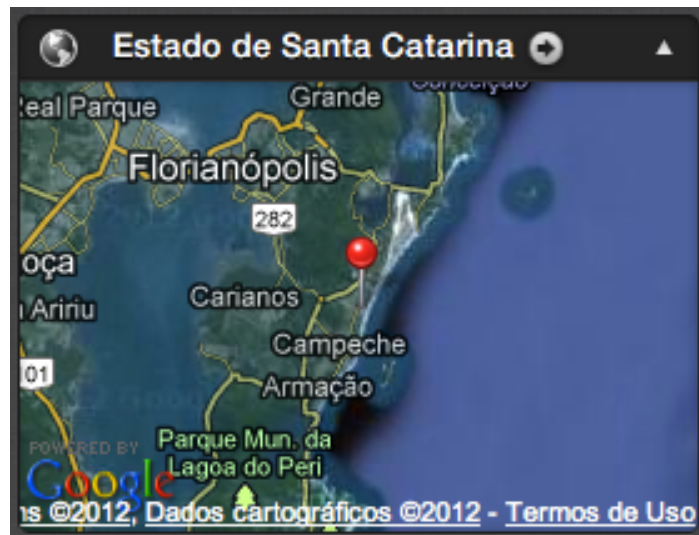 Estado de Santa Catarina
Conceição
Real Parque
Grande
Florianópolis
282
oça
Carianos
Aririu
Campeche
01
Armação
POWERED BY
Parque Mun. da
Lagoa do Peri
Google
ns ©2012, Dados cartográficos ©2012 - Termos de Uso